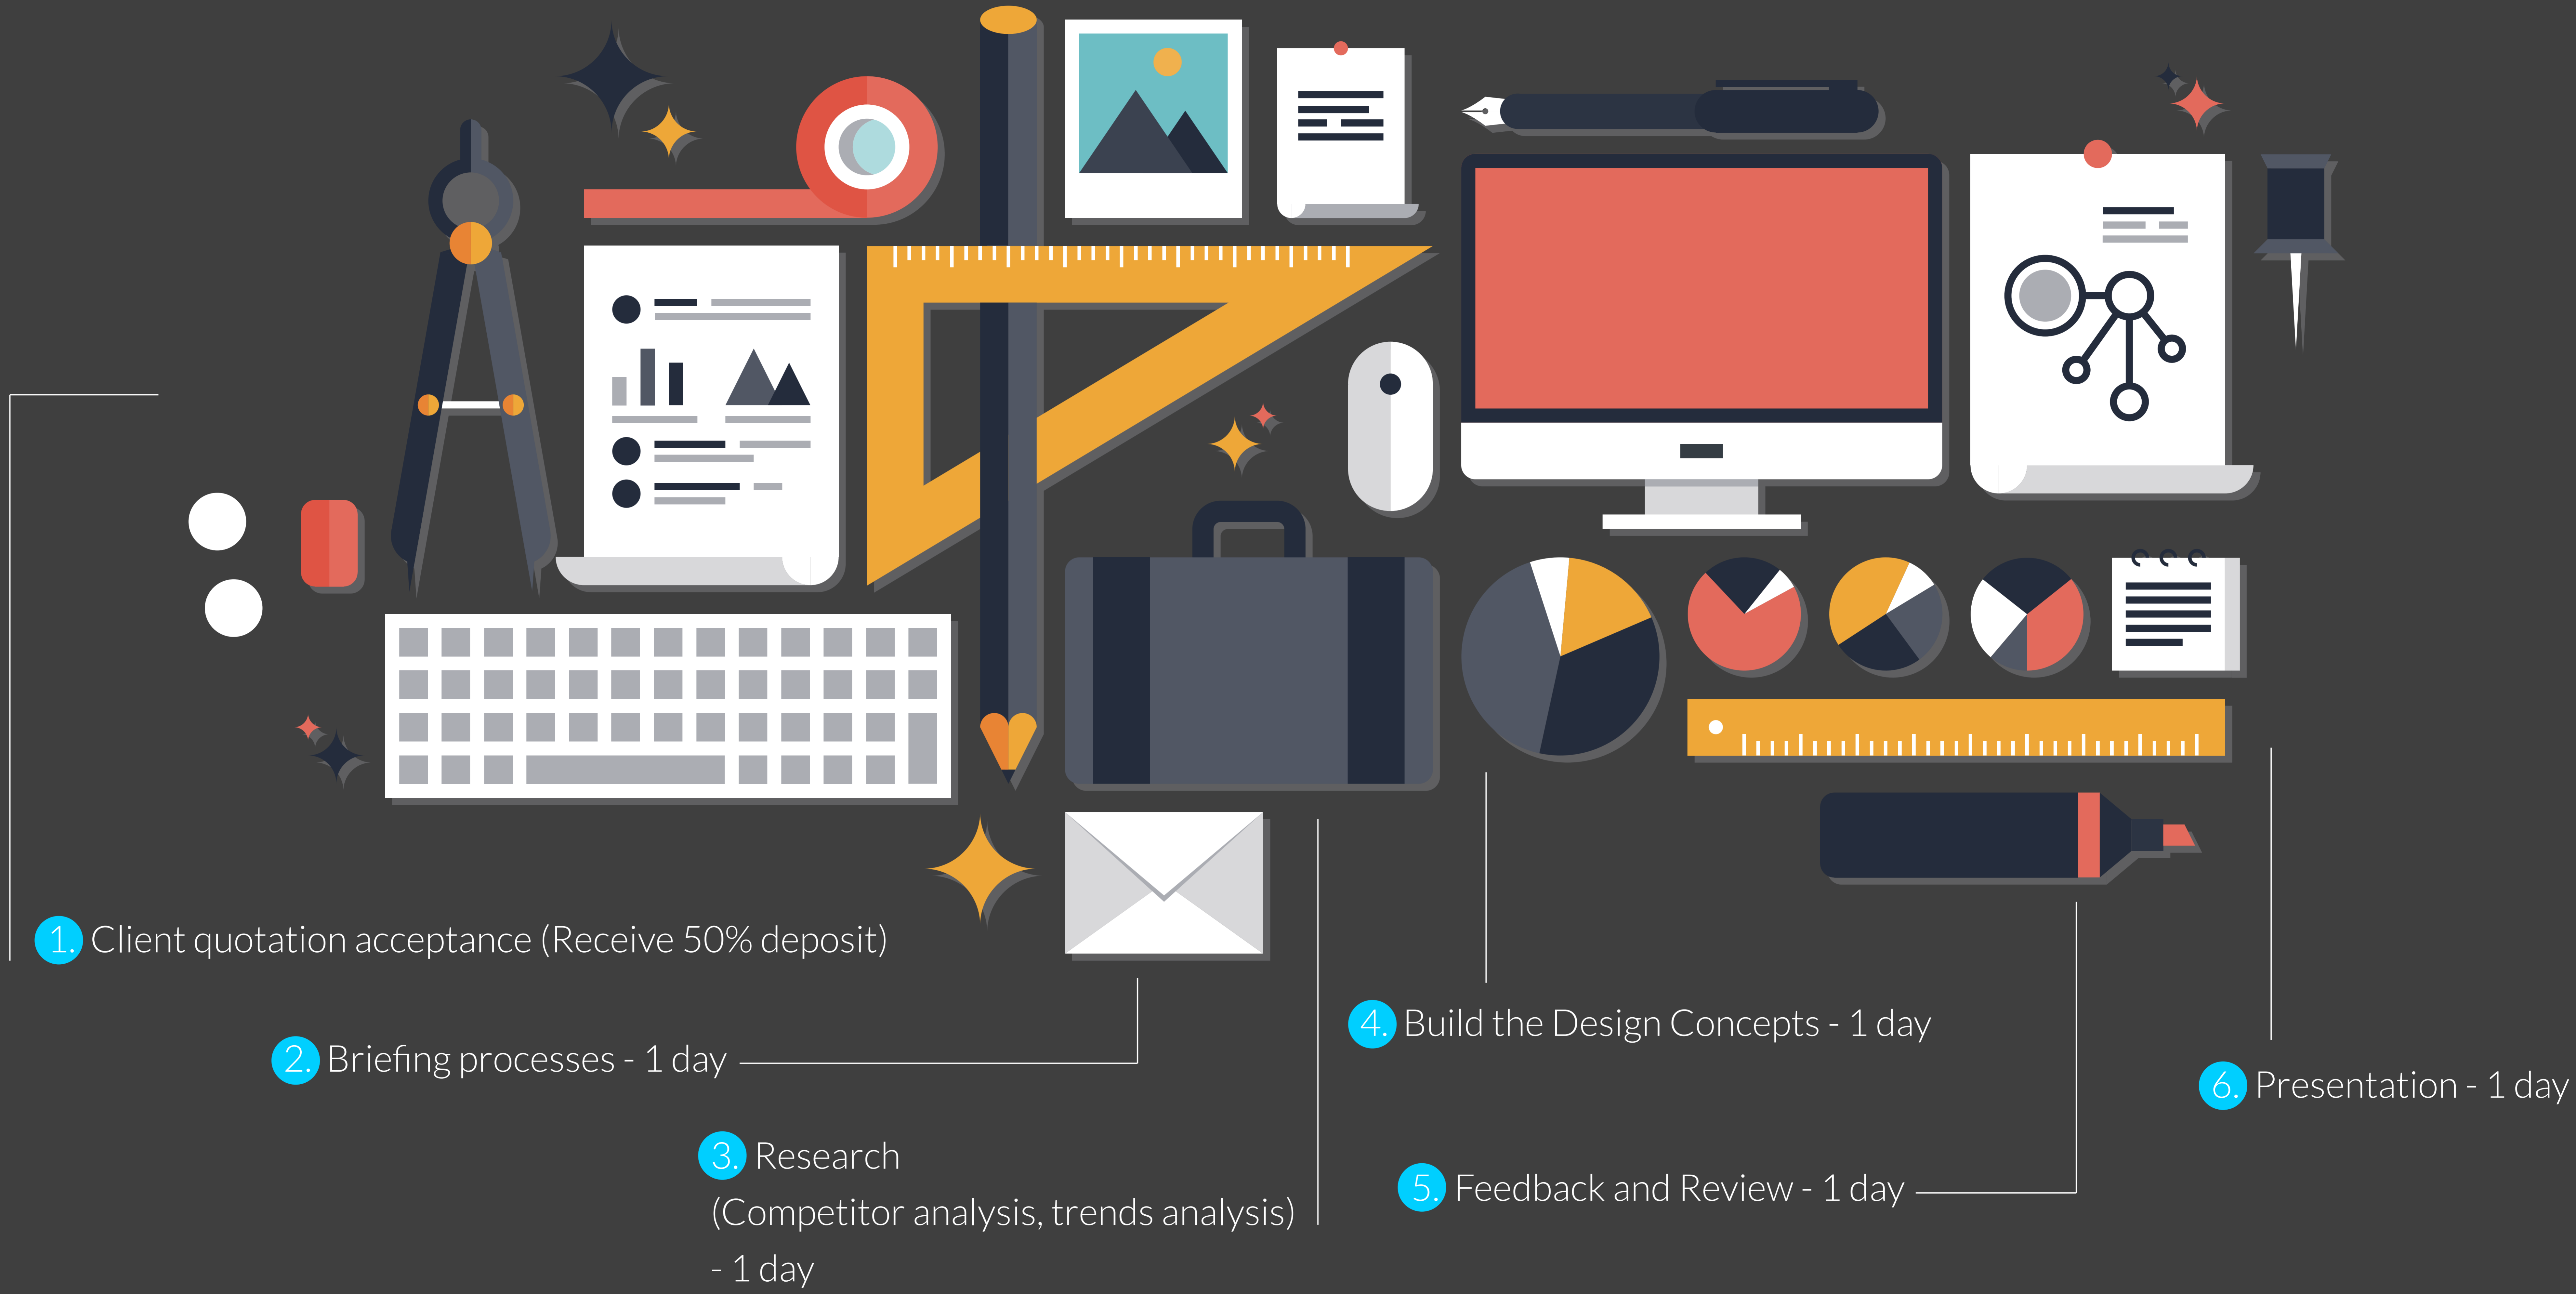 1. Client quotation acceptance (Receive 50% deposit)
2. Briefing processes - 1 day
3. Research
(Competitor analysis, trends analysis)
- 1 day
4. Build the Design Concepts - 1 day
5. Feedback and Review - 1 day
6. Presentation - 1 day